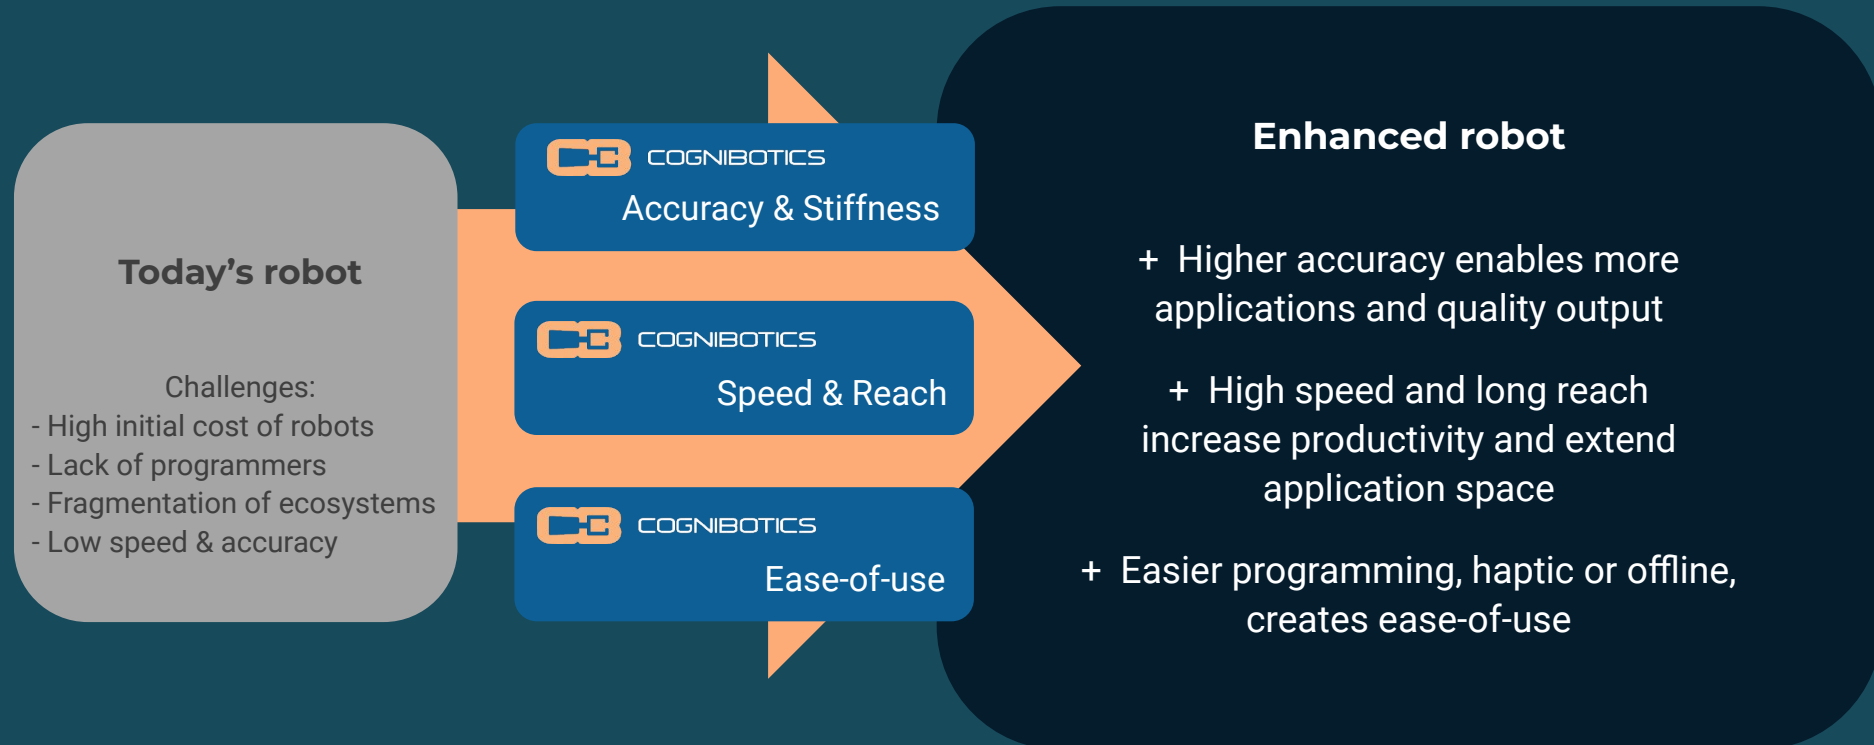 Today’s robot
Challenges:
- High initial cost of robots
- Lack of programmers
- Fragmentation of ecosystems
- Low speed & accuracy
COGNIBOTICS
Accuracy & Stiffness
COGNIBOTICS
Speed & Reach
COGNIBOTICS
Ease-of-use
Enhanced robot
+ Higher accuracy enables more
applications and quality output
+ High speed and long reach
increase productivity and extend
application space
+ Easier programming, haptic or offline,
creates ease-of-use